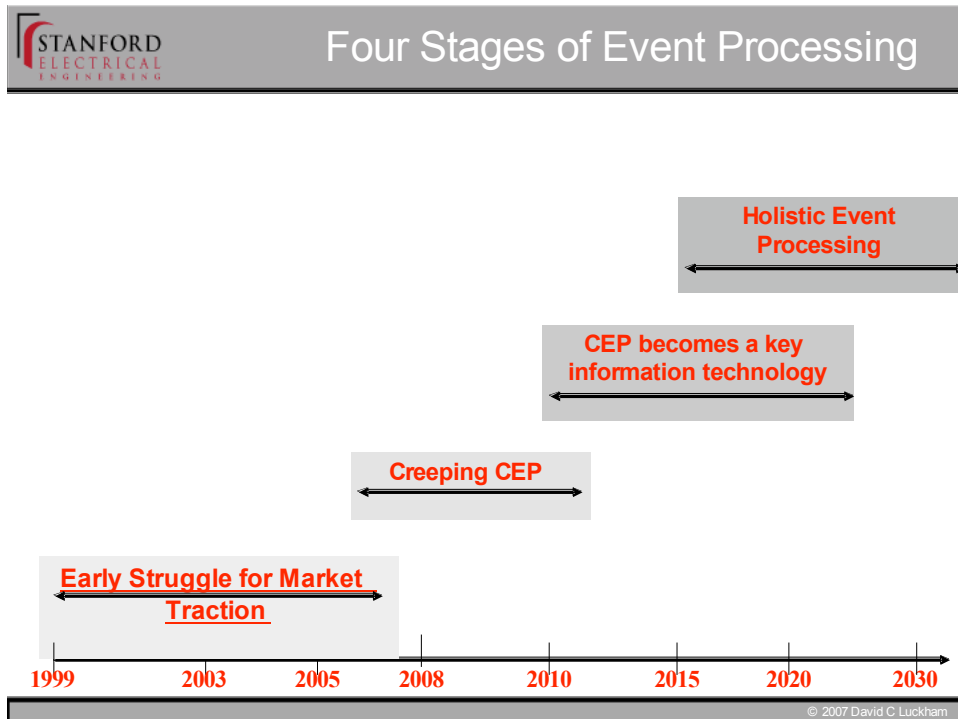 STANFORD
ELECTRICAL
ENGINEERING
Four Stages of Event Processing
Holistic Event
Processing
CEP becomes a key
information technology
Creeping CEP
Early Struggle for Market
Traction
1999 2003 2005 2008 2010 2015 2020 2030
© 2007 David C Luckham